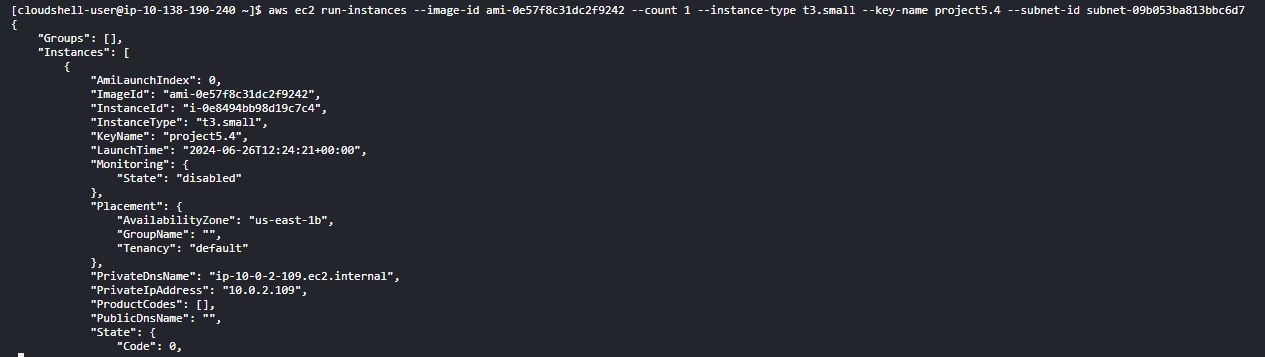 [cloudshell-user@ip-10-138-190-240 ~]$ aws ec2 run-instances --image-id ami-0e57f8c31dc2f9242 --count 1 --instance-type t3.small --key-name project5.4 --subnet-id subnet-09b053ba813bbc6d7
{
    "Groups": [],
    "Instances": [
        {
            "AmiLaunchIndex": 0,
            "ImageId": "ami-0e57f8c31dc2f9242",
            "InstanceId": "i-0e8494bb98d19c7c4",
            "InstanceType": "t3.small",
            "KeyName": "project5.4",
            "LaunchTime": "2024-06-26T12:24:21+00:00",
            "Monitoring": {
                "State": "disabled"
            },
            "Placement": {
                "AvailabilityZone": "us-east-1b",
                "GroupName": "",
                "Tenancy": "default"
            },
            "PrivateDnsName": "ip-10-0-2-109.ec2.internal",
            "PrivateIpAddress": "10.0.2.109",
            "ProductCodes": [],
            "PublicDnsName": "",
            "State": {
                "Code": 0,